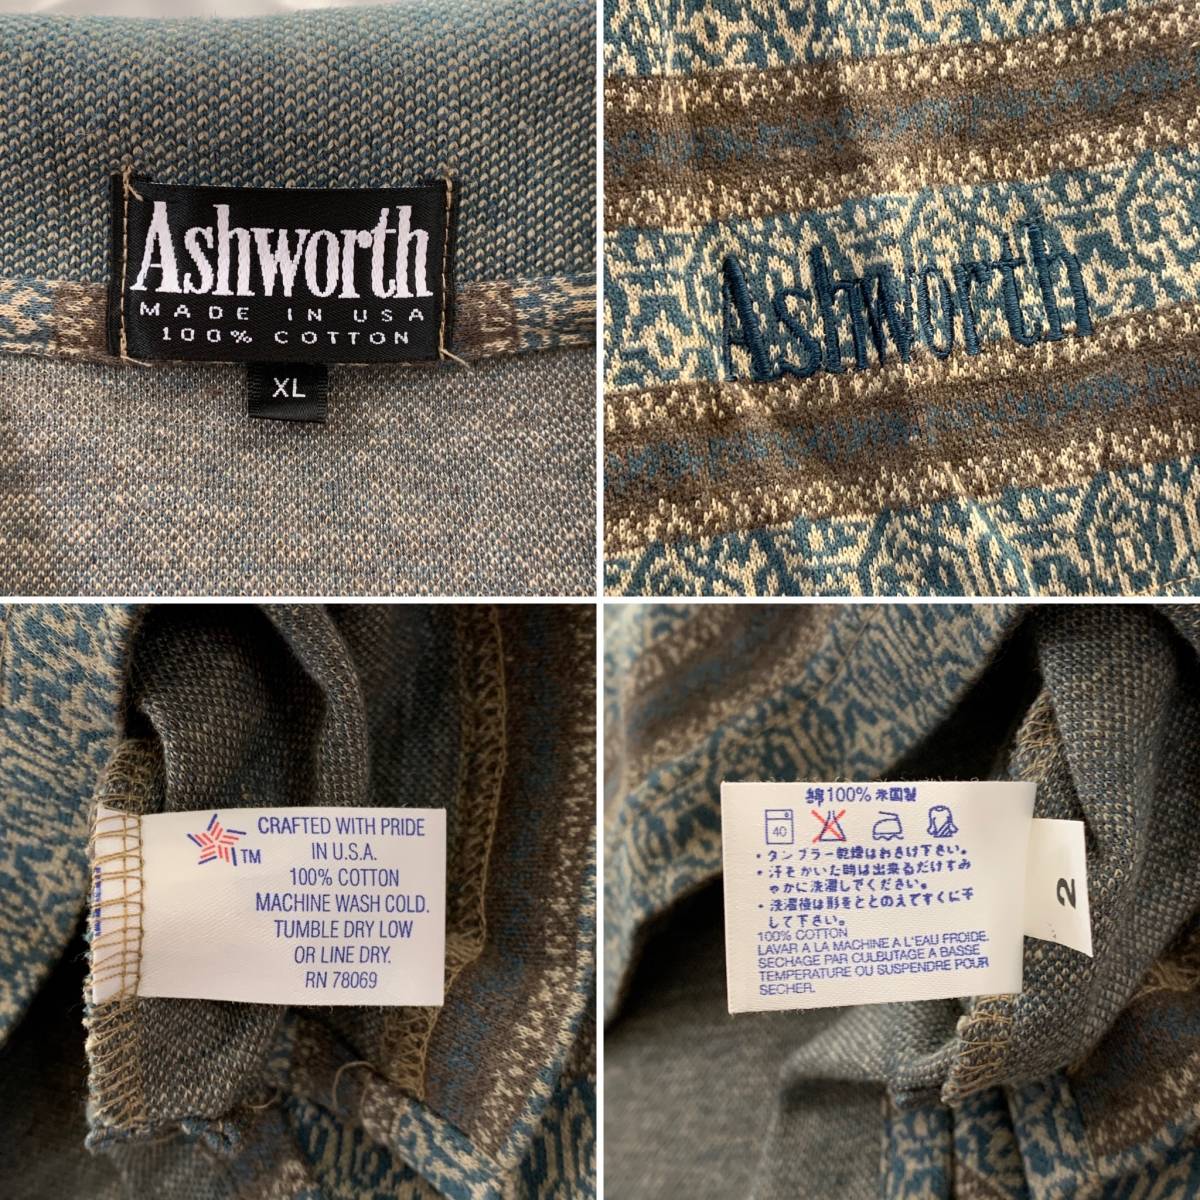 Ashworth
MADE IN USA
100% COTTON
XL
Ashworth
CRAFTED WITH PRIDE
TM
IN U.S.A.
100% COTTON
MACHINE WASH COLD.
TUMBLE DRY LOW
OR LINE DRY.
RN 78069
綿100% 米国製
40
・タンブラー乾燥はおさけ下さい。
・汗をかいた時は出来るだけすみ
やかに洗濯してください。
・洗濯後は形をととのえてすぐに干
して下さい。
100% COTTON
LAVAR A LA MACHINE A L'EAU FROIDE.
SECHAGE PAR CULBUTAGE A BASSE
TEMPERATURE OU SUSPENDRE POUR
SECHER.
2